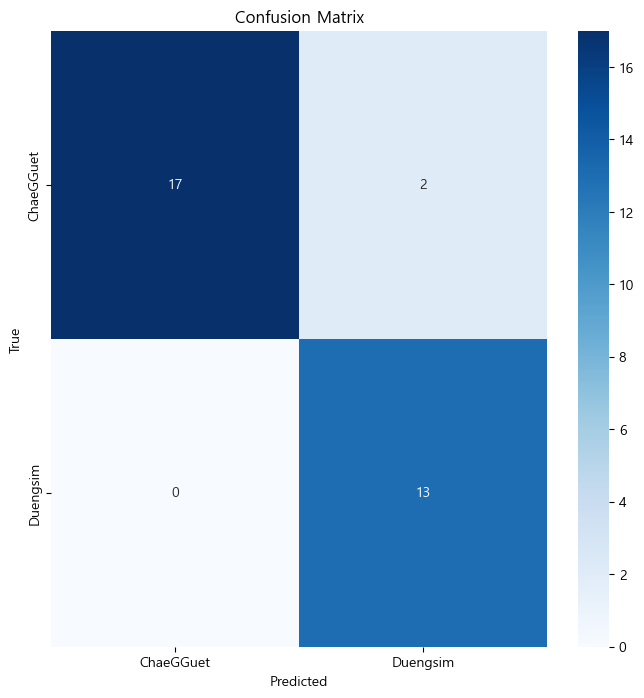 Confusion Matrix
ChaeGGuet
17
2
True
Duengsim
0
13
ChaeGGuet
Duengsim
Predicted
16
14
12
10
8
6
4
2
0